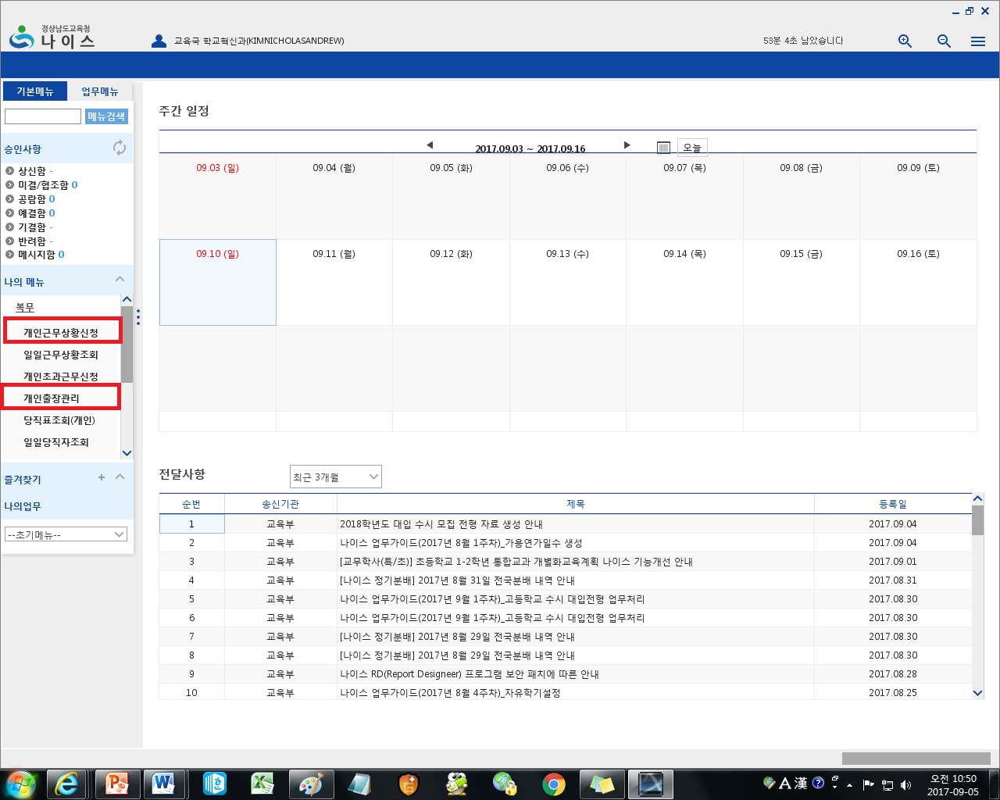 경상남도교육청
나이스
교육국 학교혁신과(KIMNICHOLASANDREW)
53분 4초 남았습니다
기본메뉴 업무메뉴
메뉴검색
승인사항
상신함 -
미결/협조함 0
공람함 0
예결함 0
기결함 -
반려함 -
메시지함 0
나의 메뉴
복무
개인근무상황신청
일일근무상황조회
개인초과근무신청
개인출장관리
당직표조회(개인)
일일당직자조회
즐겨찾기 +
나의업무
--초기메뉴--
주간 일정
2017.09.03 ~ 2017.09.16 오늘
09.03 (일) 09.04 (월) 09.05 (화) 09.06 (수) 09.07 (목) 09.08 (금) 09.09 (토)
09.10 (일) 09.11 (월) 09.12 (화) 09.13 (수) 09.14 (목) 09.15 (금) 09.16 (토)
전달사항 최근 3개월
순번 송신기관 제목 등록일
1 교육부 2018학년도 대입 수시 모집 전형 자료 생성 안내 2017.09.04
2 교육부 나이스 업무가이드(2017년 8월 1주차)_가용연가일수 생성 2017.09.04
3 교육부 [교무학사(특/초)] 초등학교 1-2학년 통합교과 개별화교육계획 나이스 기능개선 안내 2017.09.01
4 교육부 [나이스 정기분배] 2017년 8월 31일 전국분배 내역 안내 2017.08.31
5 교육부 나이스 업무가이드(2017년 9월 1주차)_고등학교 수시 대입전형 업무처리 2017.08.30
6 교육부 나이스 업무가이드(2017년 9월 1주차)_고등학교 수시 대입전형 업무처리 2017.08.30
7 교육부 [나이스 정기분배] 2017년 8월 29일 전국분배 내역 안내 2017.08.30
8 교육부 [나이스 정기분배] 2017년 8월 29일 전국분배 내역 안내 2017.08.30
9 교육부 나이스 RD(Report Designeer) 프로그램 보안 패치에 따른 안내 2017.08.28
10 교육부 나이스 업무가이드(2017년 8월 4주차)_자유학기설정 2017.08.25
A 漢 ?
오전 10:50
2017-09-05